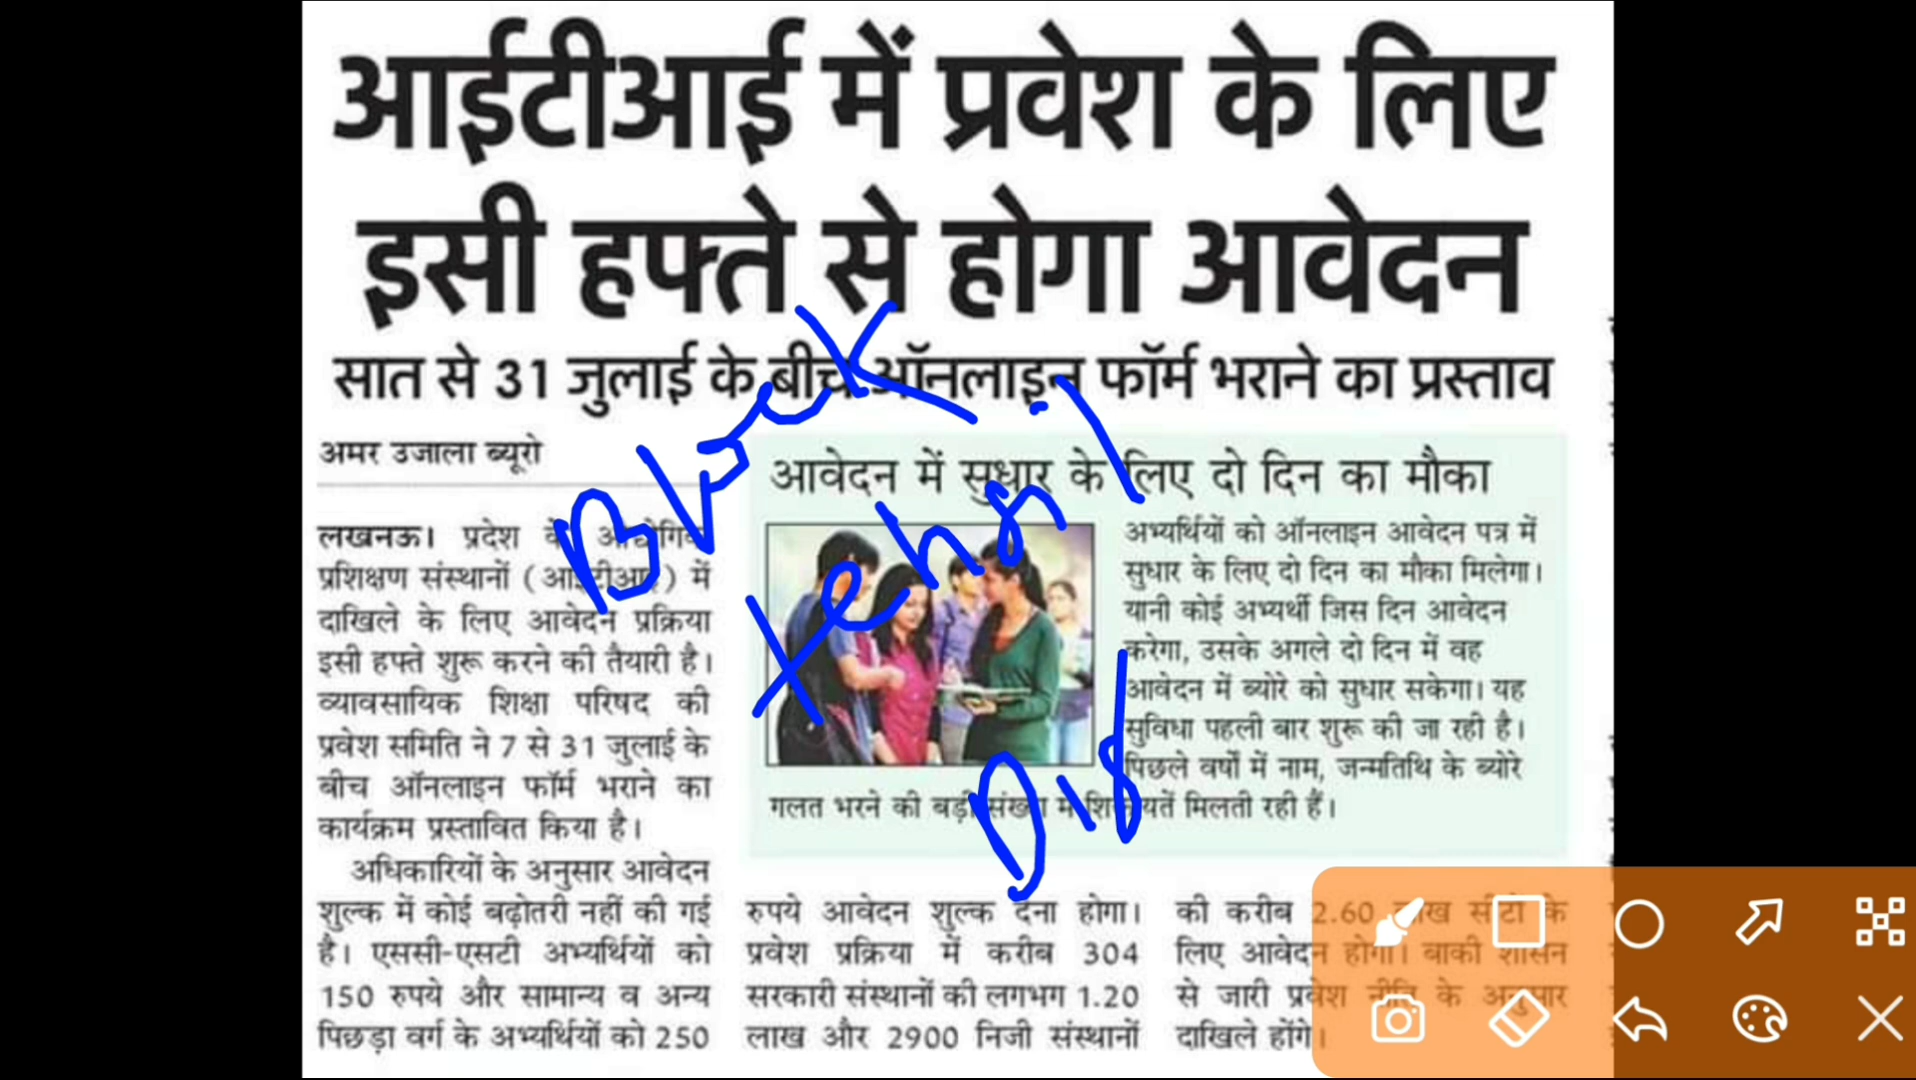 आईटीआई में प्रवेश के लिए
इसी हफ्ते से होगा आवेदन
सात से 31 जुलाई के बीच ऑनलाइन फॉर्म भराने का प्रस्ताव
अमर उजाला ब्यूरो
लखनऊ। प्रदेश के औद्योगिक
प्रशिक्षण संस्थानों (आईटीआई) में
दाखिले के लिए आवेदन प्रक्रिया
इसी हफ्ते शुरू करने की तैयारी है।
व्यावसायिक शिक्षा परिषद की
प्रवेश समिति ने 7 से 31 जुलाई के
बीच ऑनलाइन फॉर्म भराने का
कार्यक्रम प्रस्तावित किया है।
अधिकारियों के अनुसार आवेदन
शुल्क में कोई बढ़ोतरी नहीं की गई
है। एससी-एसटी अभ्यर्थियों को
150 रुपये और सामान्य व अन्य
पिछड़ा वर्ग के अभ्यर्थियों को 250
आवेदन में सुधार के लिए दो दिन का मौका
अभ्यर्थियों को ऑनलाइन आवेदन पत्र में
सुधार के लिए दो दिन का मौका मिलेगा।
यानी कोई अभ्यर्थी जिस दिन आवेदन
करेगा, उसके अगले दो दिन में वह
आवेदन में ब्योरे को सुधार सकेगा। यह
सुविधा पहली बार शुरू की जा रही है।
पिछले वर्षों में नाम, जन्मतिथि के ब्योरे
गलत भरने की बड़ी संख्या में शिकायतें मिलती रही हैं।
रुपये आवेदन शुल्क देना होगा।
प्रवेश प्रक्रिया में करीब 304
सरकारी संस्थानों की लगभग 1.20
लाख और 2900 निजी संस्थानों
की करीब 2.60 लाख सीटों के
लिए आवेदन होगा। बाकी शासन
से जारी प्रवेश नीति के अनुसार
दाखिले होंगे।
Block